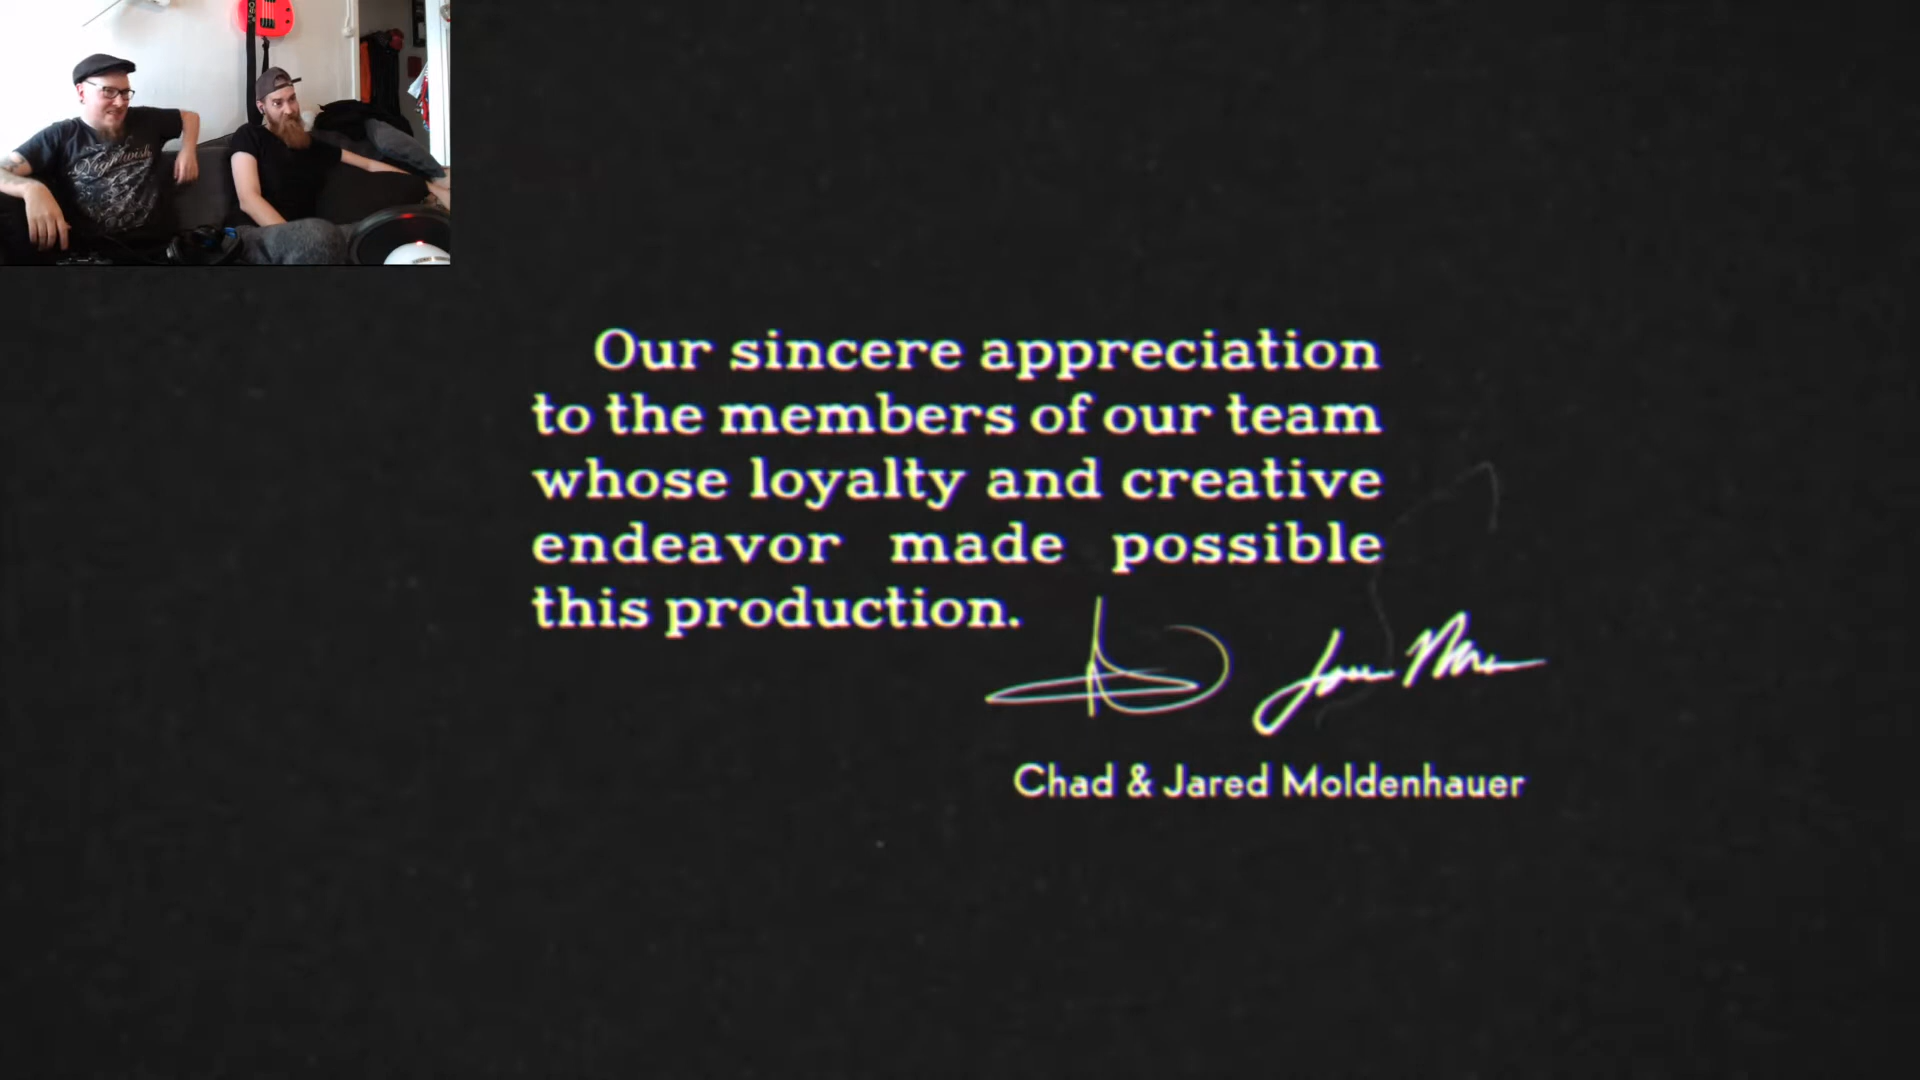 Nightwish
Our sincere appreciation
to the members of our team
whose loyalty and creative
endeavor made possible
this production.
Chad & Jared Moldenhauer